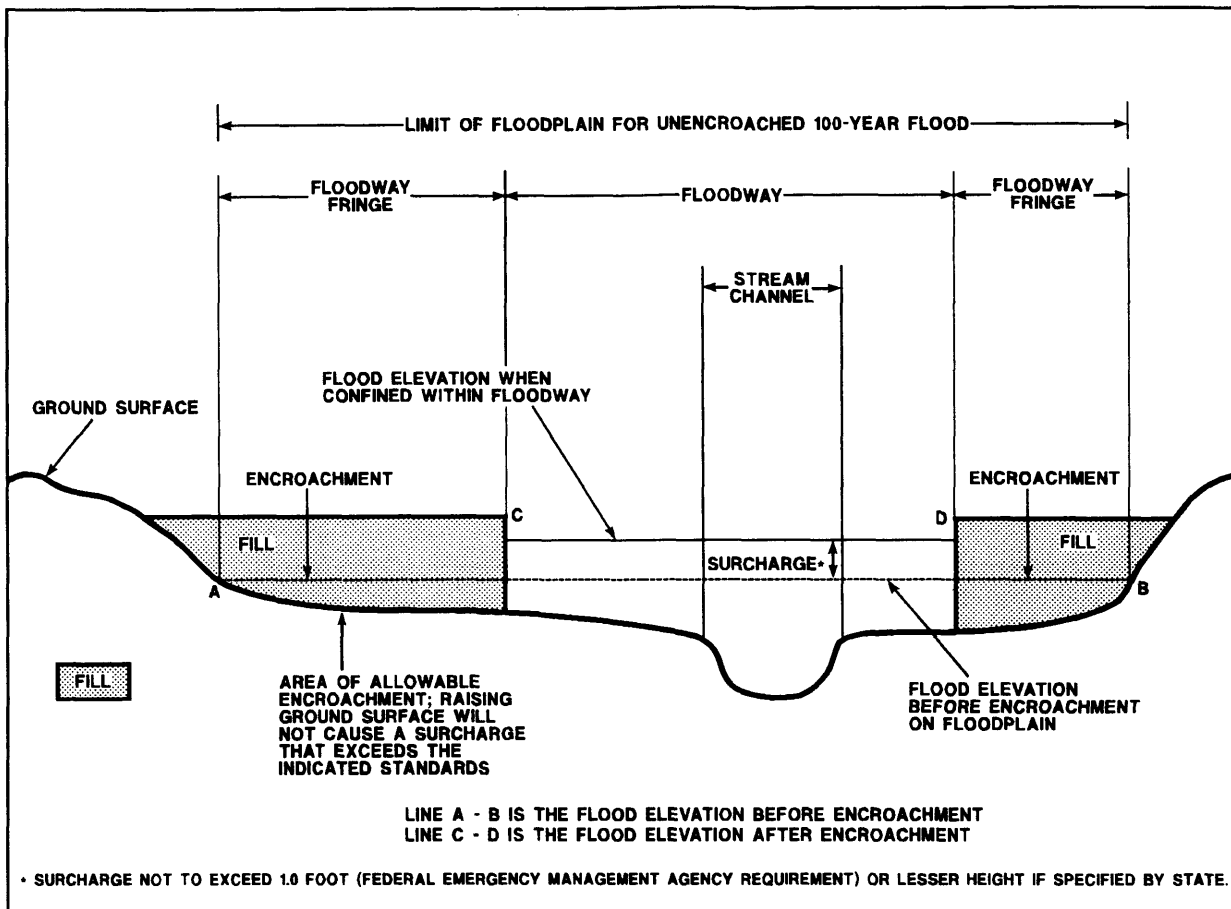 LIMIT OF FLOODPLAIN FOR UNENCROACHED 100-YEAR FLOOD
FLOODWAY
FRINGE
FLOODWAY
FLOODWAY
FRINGE
STREAM
CHANNEL
FLOOD ELEVATION WHEN
CONFINED WITHIN FLOODWAY
GROUND SURFACE
ENCROACHMENT
ENCROACHMENT
C
D
FILL
FILL
SURCHARGE*
A
B
FILL
AREA OF ALLOWABLE
ENCROACHMENT; RAISING
GROUND SURFACE WILL
NOT CAUSE A SURCHARGE
THAT EXCEEDS THE
INDICATED STANDARDS
FLOOD ELEVATION
BEFORE ENCROACHMENT
ON FLOODPLAIN
LINE A - B IS THE FLOOD ELEVATION BEFORE ENCROACHMENT
LINE C - D IS THE FLOOD ELEVATION AFTER ENCROACHMENT
* SURCHARGE NOT TO EXCEED 1.0 FOOT (FEDERAL EMERGENCY MANAGEMENT AGENCY REQUIREMENT) OR LESSER HEIGHT IF SPECIFIED BY STATE.